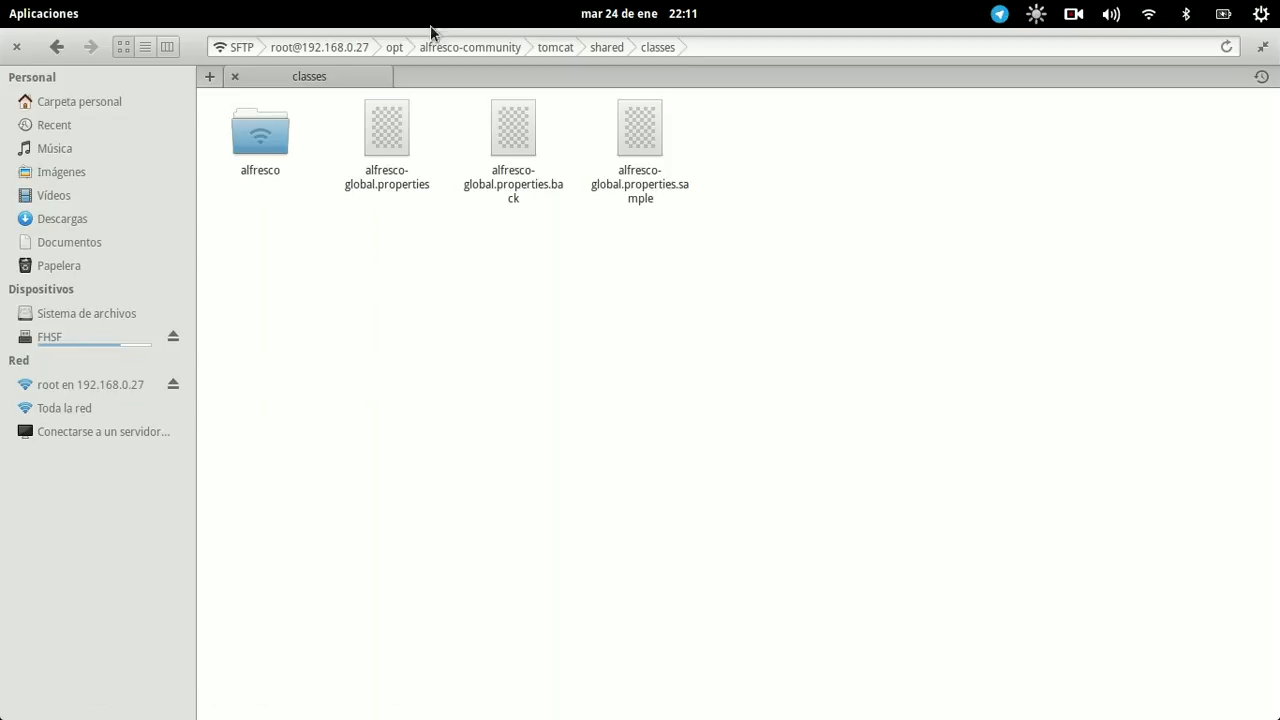 Aplicaciones
mar 24 de ene 22:11
SFTP root@192.168.0.27 opt alfresco-community tomcat shared classes
classes
Personal
Carpeta personal
Recent
Música
Imágenes
Vídeos
Descargas
Documentos
Papelera
Dispositivos
Sistema de archivos
FHSF
Red
root en 192.168.0.27
Toda la red
Conectarse a un servidor...
alfresco
alfresco-
global.properties
alfresco-
global.properties.ba
ck
alfresco-
global.properties.sa
mple